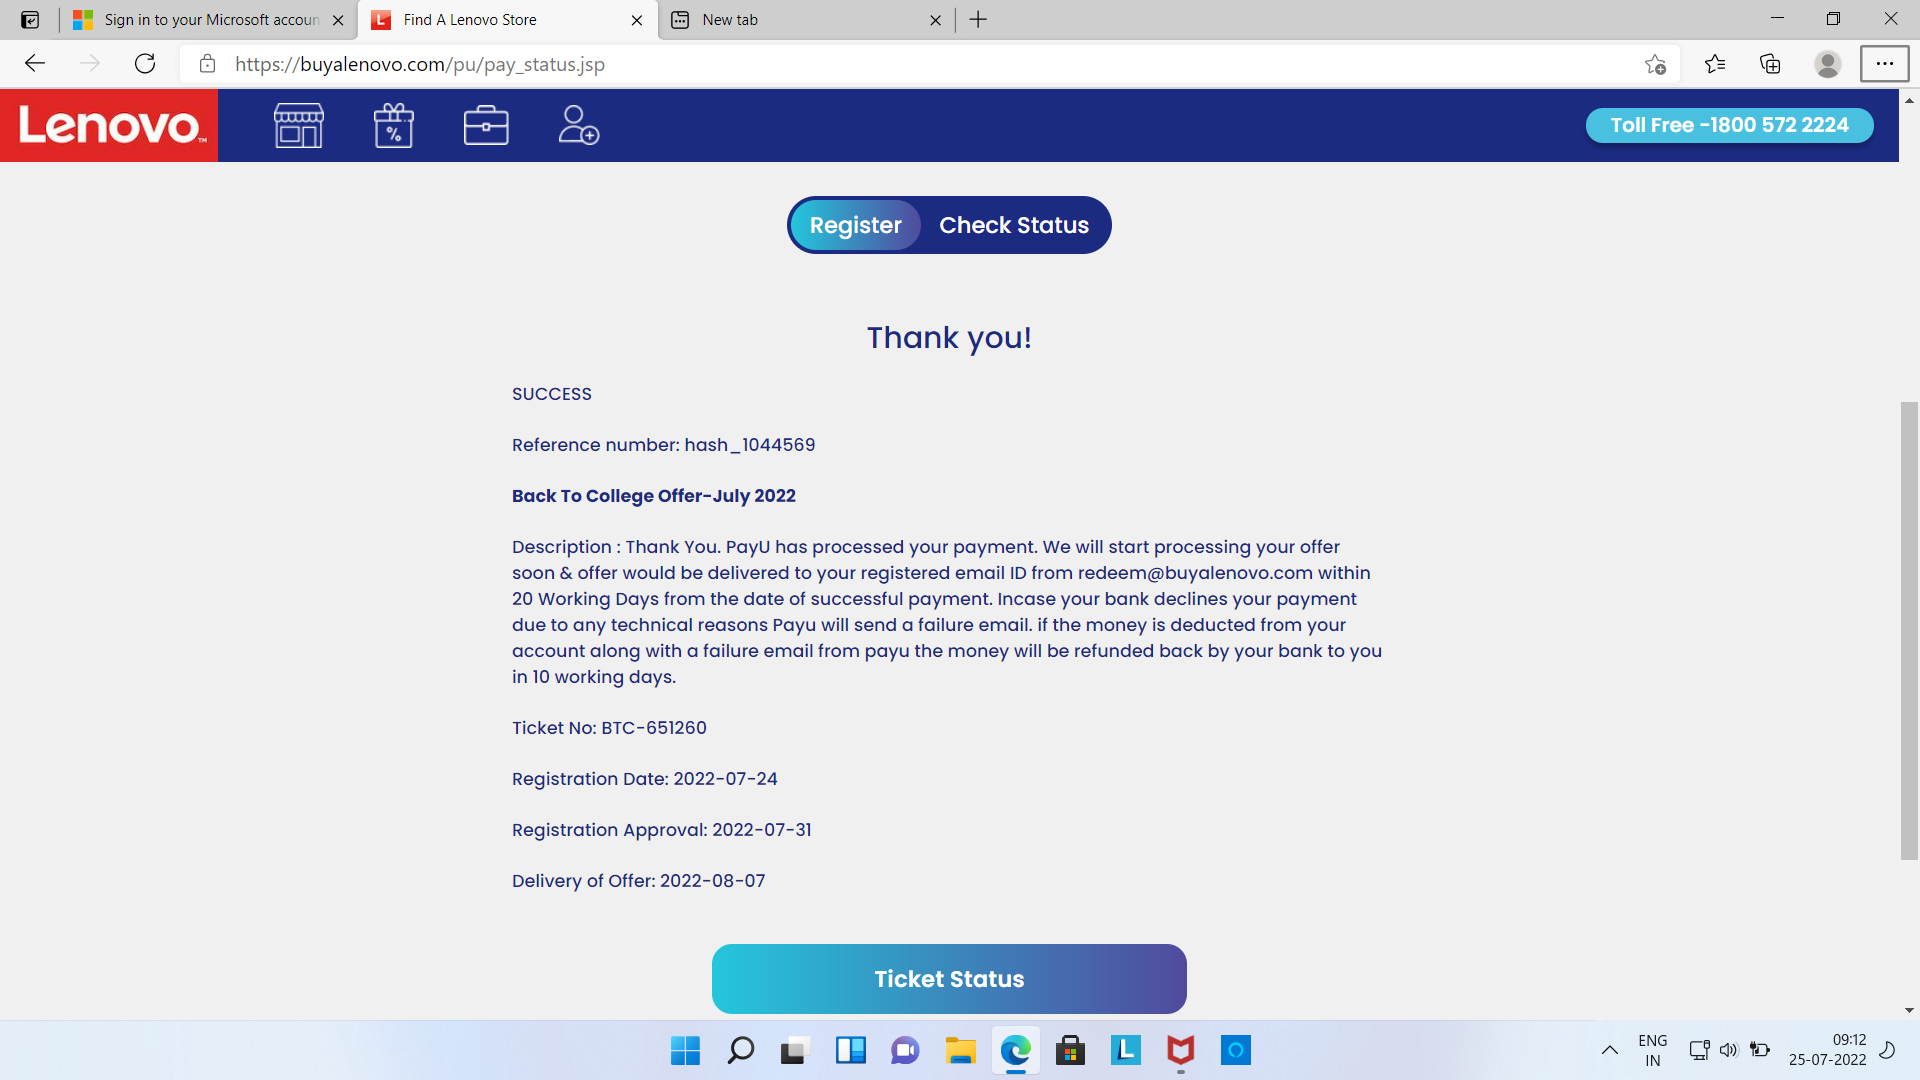 Sign in to your Microsoft accoun
Find A Lenovo Store
New tab
https://buyalenovo.com/pu/pay_status.jsp
Lenovo™
%
Toll Free -1800 572 2224
Register
Check Status
Thank you!
SUCCESS
Reference number: hash_1044569
Back To College Offer-July 2022
Description : Thank You. PayU has processed your payment. We will start processing your offer
soon & offer would be delivered to your registered email ID from redeem@buyalenovo.com within
20 Working Days from the date of successful payment. Incase your bank declines your payment
due to any technical reasons Payu will send a failure email. if the money is deducted from your
account along with a failure email from payu the money will be refunded back by your bank to you
in 10 working days.
Ticket No: BTC-651260
Registration Date: 2022-07-24
Registration Approval: 2022-07-31
Delivery of Offer: 2022-08-07
Ticket Status
ENG
IN
09:12
25-07-2022